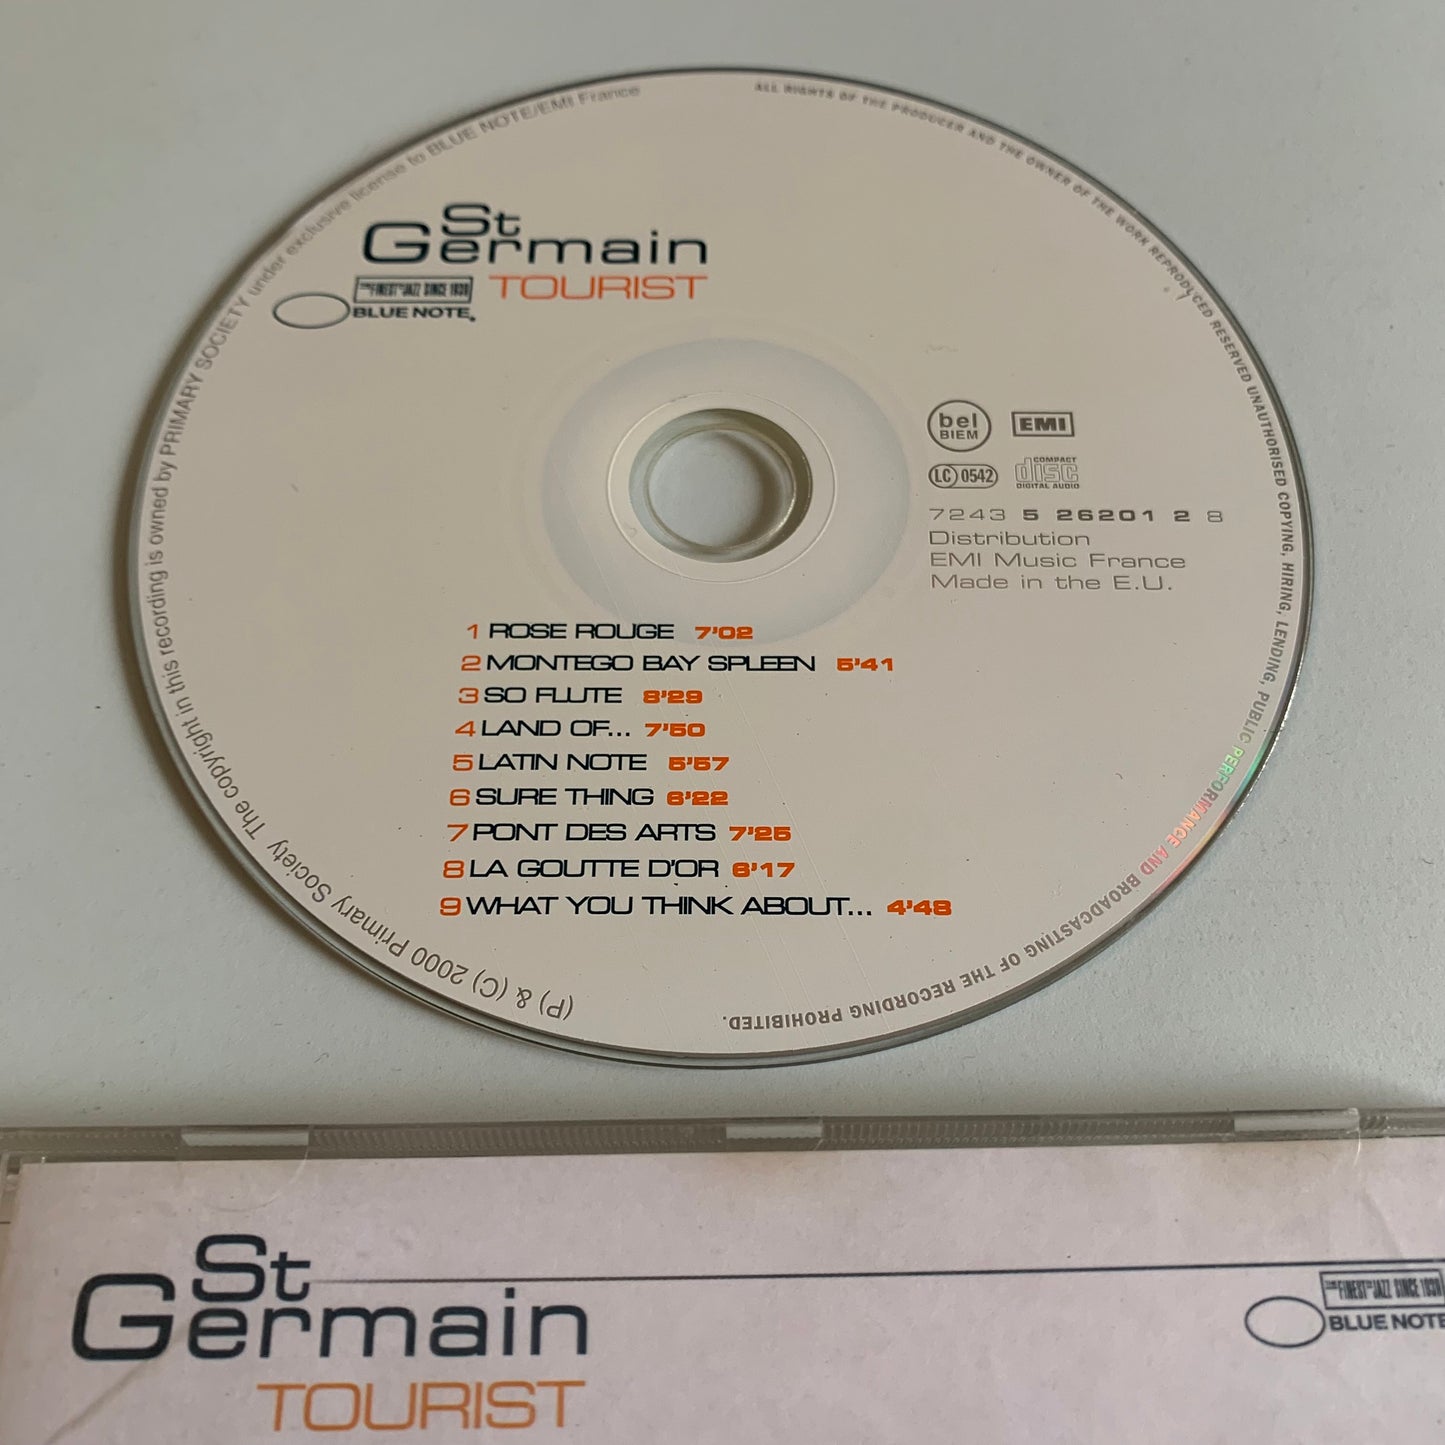 (P) & (C) 2000 Primary Society The copyright in this recording is owned by PRIMARY SOCIETY under exclusive license to BLUE NOTE/EMI France
ALL RIGHTS OF THE PRODUCER AND THE OWNER OF THE WORK REPRODUCED RESERVED UNAUTHORISED COPYING, HIRING, LENDING, PUBLIC PERFORMANCE AND BROADCASTING OF THE RECORDING PROHIBITED.
St
Germain
TOURIST
THE FINEST IN JAZZ SINCE 1939
BLUE NOTE
bel
BIEM
EMI
LC 0542
COMPACT
disc
DIGITAL AUDIO
7243 5 26201 2 8
Distribution
EMI Music France
Made in the E.U.
1 ROSE ROUGE 7'02
2 MONTEGO BAY SPLEEN 5'41
3 SO FLUTE 8'29
4 LAND OF... 7'50
5 LATIN NOTE 5'57
6 SURE THING 6'22
7 PONT DES ARTS 7'25
8 LA GOUTTE D'OR 6'17
9 WHAT YOU THINK ABOUT... 4'48
St
Germain
TOURIST
THE FINEST IN JAZZ SINCE 1939
BLUE NOTE